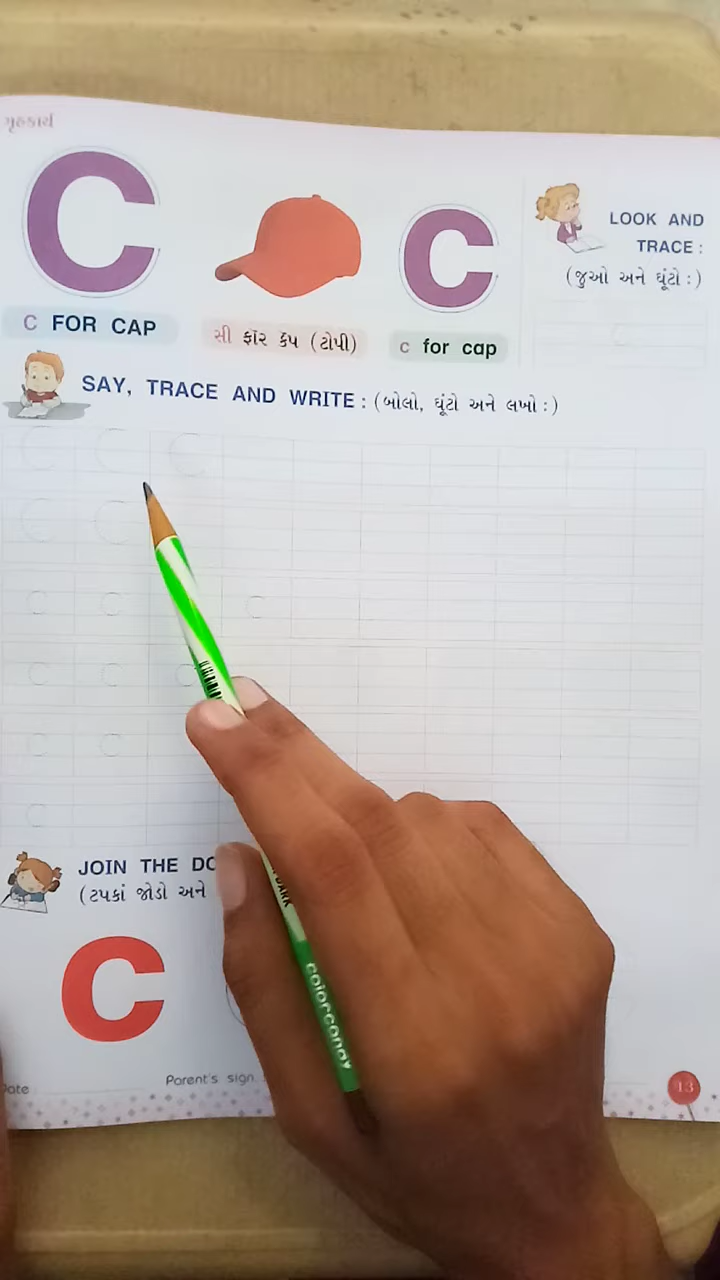 ગૃહકાર્ય
C
c
LOOK AND
TRACE :
(જુઓ અને ઘૂંટો :)
C FOR CAP
સી ફૉર કૅપ (ટોપી)
c for cap
SAY, TRACE AND WRITE : (બોલો, ઘૂંટો અને લખો :)
C C C
C C
c c c
c c c
c c
c
JOIN THE
(ટપકાં જોડો અને
DARK
colorcandy
c
Date
Parent's sign
13